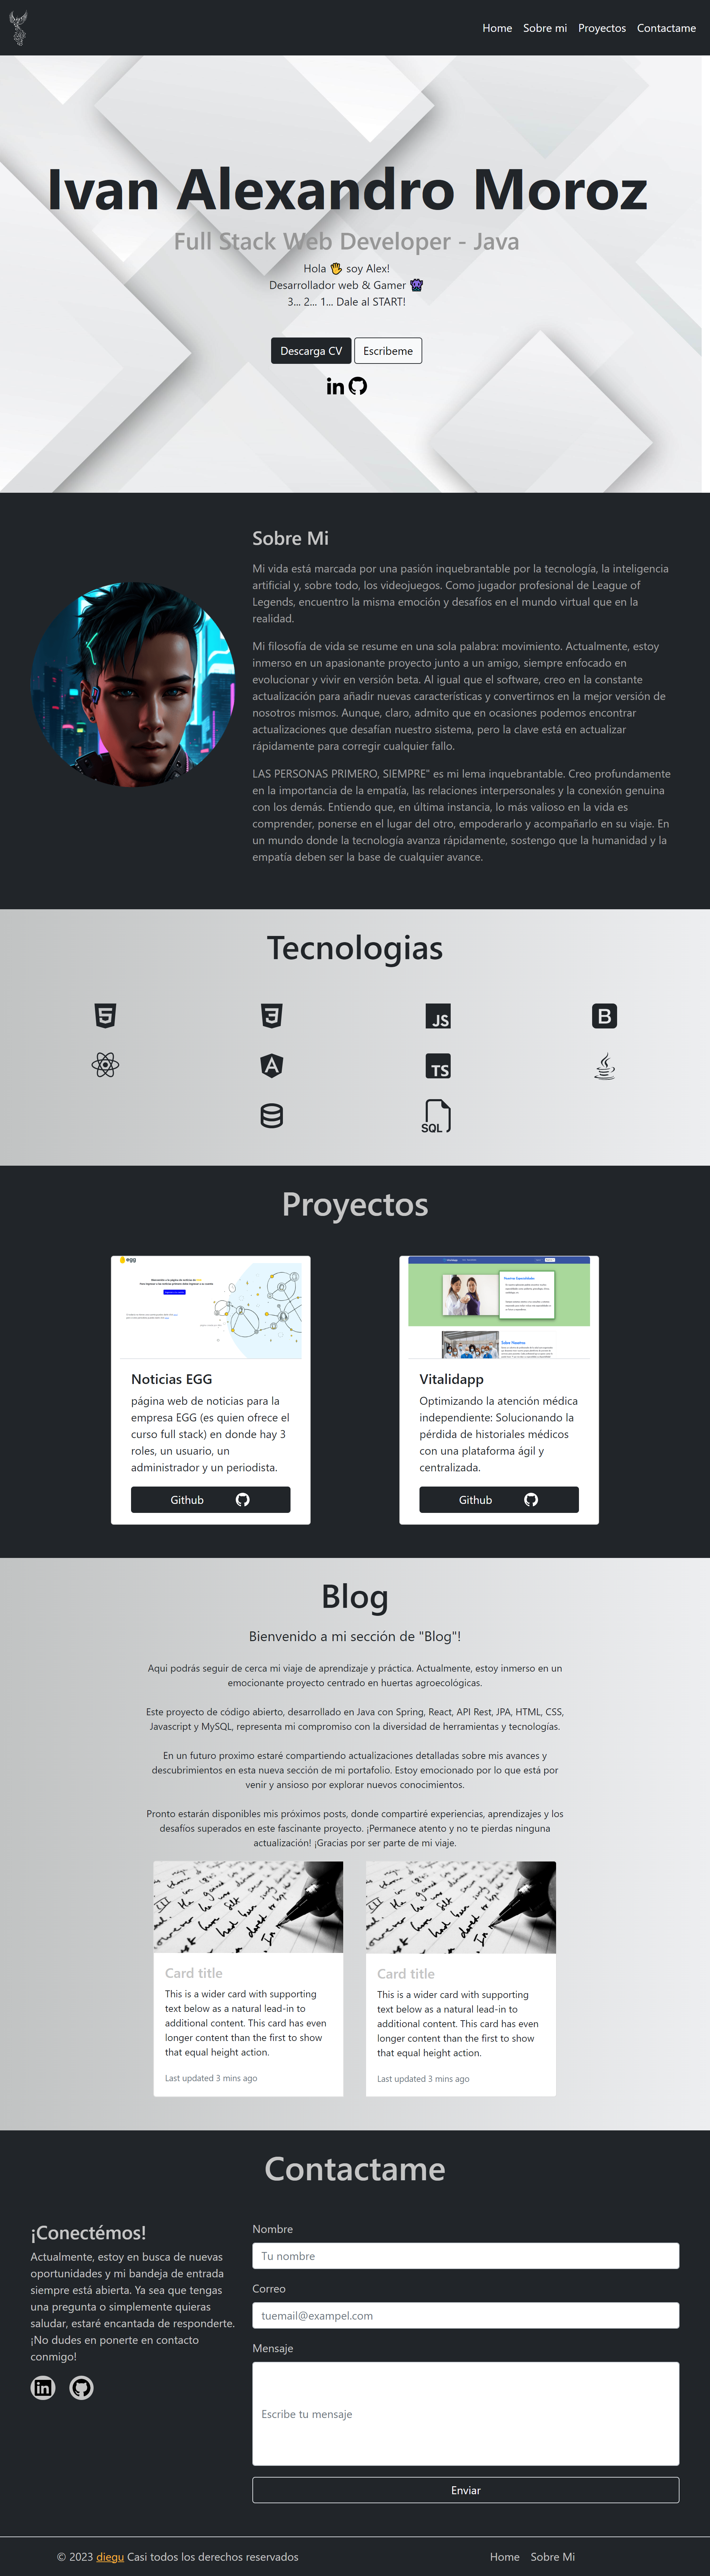 Home Sobre mi Proyectos Contactame
Ivan Alexandro Moroz
Full Stack Web Developer - Java
Hola 🖐 soy Alex!
Desarrollador web & Gamer
3... 2... 1... Dale al START!
Descarga CV Escribeme
Sobre Mi
Mi vida está marcada por una pasión inquebrantable por la tecnología, la inteligencia
artificial y, sobre todo, los videojuegos. Como jugador profesional de League of
Legends, encuentro la misma emoción y desafíos en el mundo virtual que en la
realidad.
Mi filosofía de vida se resume en una sola palabra: movimiento. Actualmente, estoy
inmerso en un apasionante proyecto junto a un amigo, siempre enfocado en
evolucionar y vivir en versión beta. Al igual que el software, creo en la constante
actualización para añadir nuevas características y convertirnos en la mejor versión de
nosotros mismos. Aunque, claro, admito que en ocasiones podemos encontrar
actualizaciones que desafían nuestro sistema, pero la clave está en actualizar
rápidamente para corregir cualquier fallo.
LAS PERSONAS PRIMERO, SIEMPRE" es mi lema inquebrantable. Creo profundamente
en la importancia de la empatía, las relaciones interpersonales y la conexión genuina
con los demás. Entiendo que, en última instancia, lo más valioso en la vida es
comprender, ponerse en el lugar del otro, empoderarlo y acompañarlo en su viaje. En
un mundo donde la tecnología avanza rápidamente, sostengo que la humanidad y la
empatía deben ser la base de cualquier avance.
Tecnologias
JS
B
A
TS
SQL
Proyectos
egg
Noticias EGG
página web de noticias para la
empresa EGG (es quien ofrece el
curso full stack) en donde hay 3
roles, un usuario, un
administrador y un periodista.
Github
Sobre Nosotros
Vitalidapp
Optimizando la atención médica
independiente: Solucionando la
pérdida de historiales médicos
con una plataforma ágil y
centralizada.
Github
Blog
Bienvenido a mi sección de "Blog"!
Aqui podrás seguir de cerca mi viaje de aprendizaje y práctica. Actualmente, estoy inmerso en un
emocionante proyecto centrado en huertas agroecológicas.
Este proyecto de código abierto, desarrollado en Java con Spring, React, API Rest, JPA, HTML, CSS,
Javascript y MySQL, representa mi compromiso con la diversidad de herramientas y tecnologías.
En un futuro proximo estaré compartiendo actualizaciones detalladas sobre mis avances y
descubrimientos en esta nueva sección de mi portafolio. Estoy emocionado por lo que está por
venir y ansioso por explorar nuevos conocimientos.
Pronto estarán disponibles mis próximos posts, donde compartiré experiencias, aprendizajes y los
desafíos superados en este fascinante proyecto. ¡Permanece atento y no te pierdas ninguna
actualización! ¡Gracias por ser parte de mi viaje.
Card title
This is a wider card with supporting
text below as a natural lead-in to
additional content. This card has even
longer content than the first to show
that equal height action.
Last updated 3 mins ago
Card title
This is a wider card with supporting
text below as a natural lead-in to
additional content. This card has even
longer content than the first to show
that equal height action.
Last updated 3 mins ago
Contactame
¡Conectémos!
Actualmente, estoy en busca de nuevas
oportunidades y mi bandeja de entrada
siempre está abierta. Ya sea que tengas
una pregunta o simplemente quieras
saludar, estaré encantada de responderte.
¡No dudes en ponerte en contacto
conmigo!
Nombre
Tu nombre
Correo
tuemail@exampel.com
Mensaje
Escribe tu mensaje
Enviar
© 2023 diegu Casi todos los derechos reservados
Home Sobre Mi